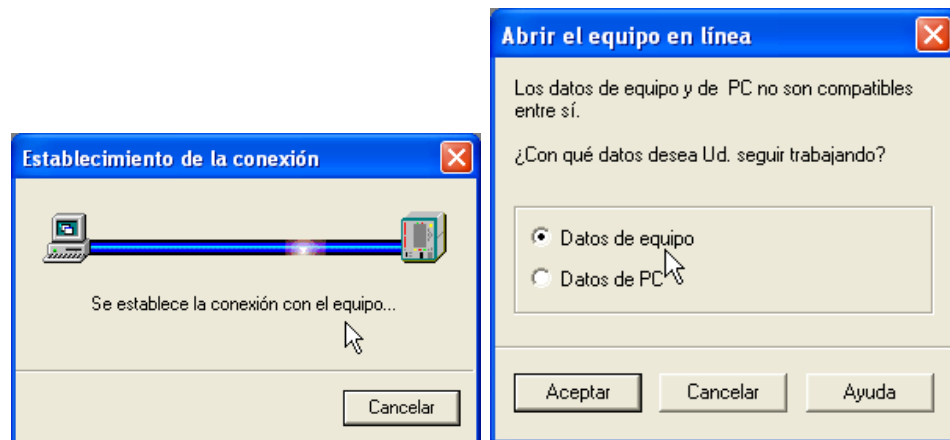 Establecimiento de la conexión
Se establece la conexión con el equipo...
Cancelar
Abrir el equipo en línea
Los datos de equipo y de PC no son compatibles
entre sí.
¿Con qué datos desea Ud. seguir trabajando?
Datos de equipo
Datos de PC
Aceptar Cancelar Ayuda